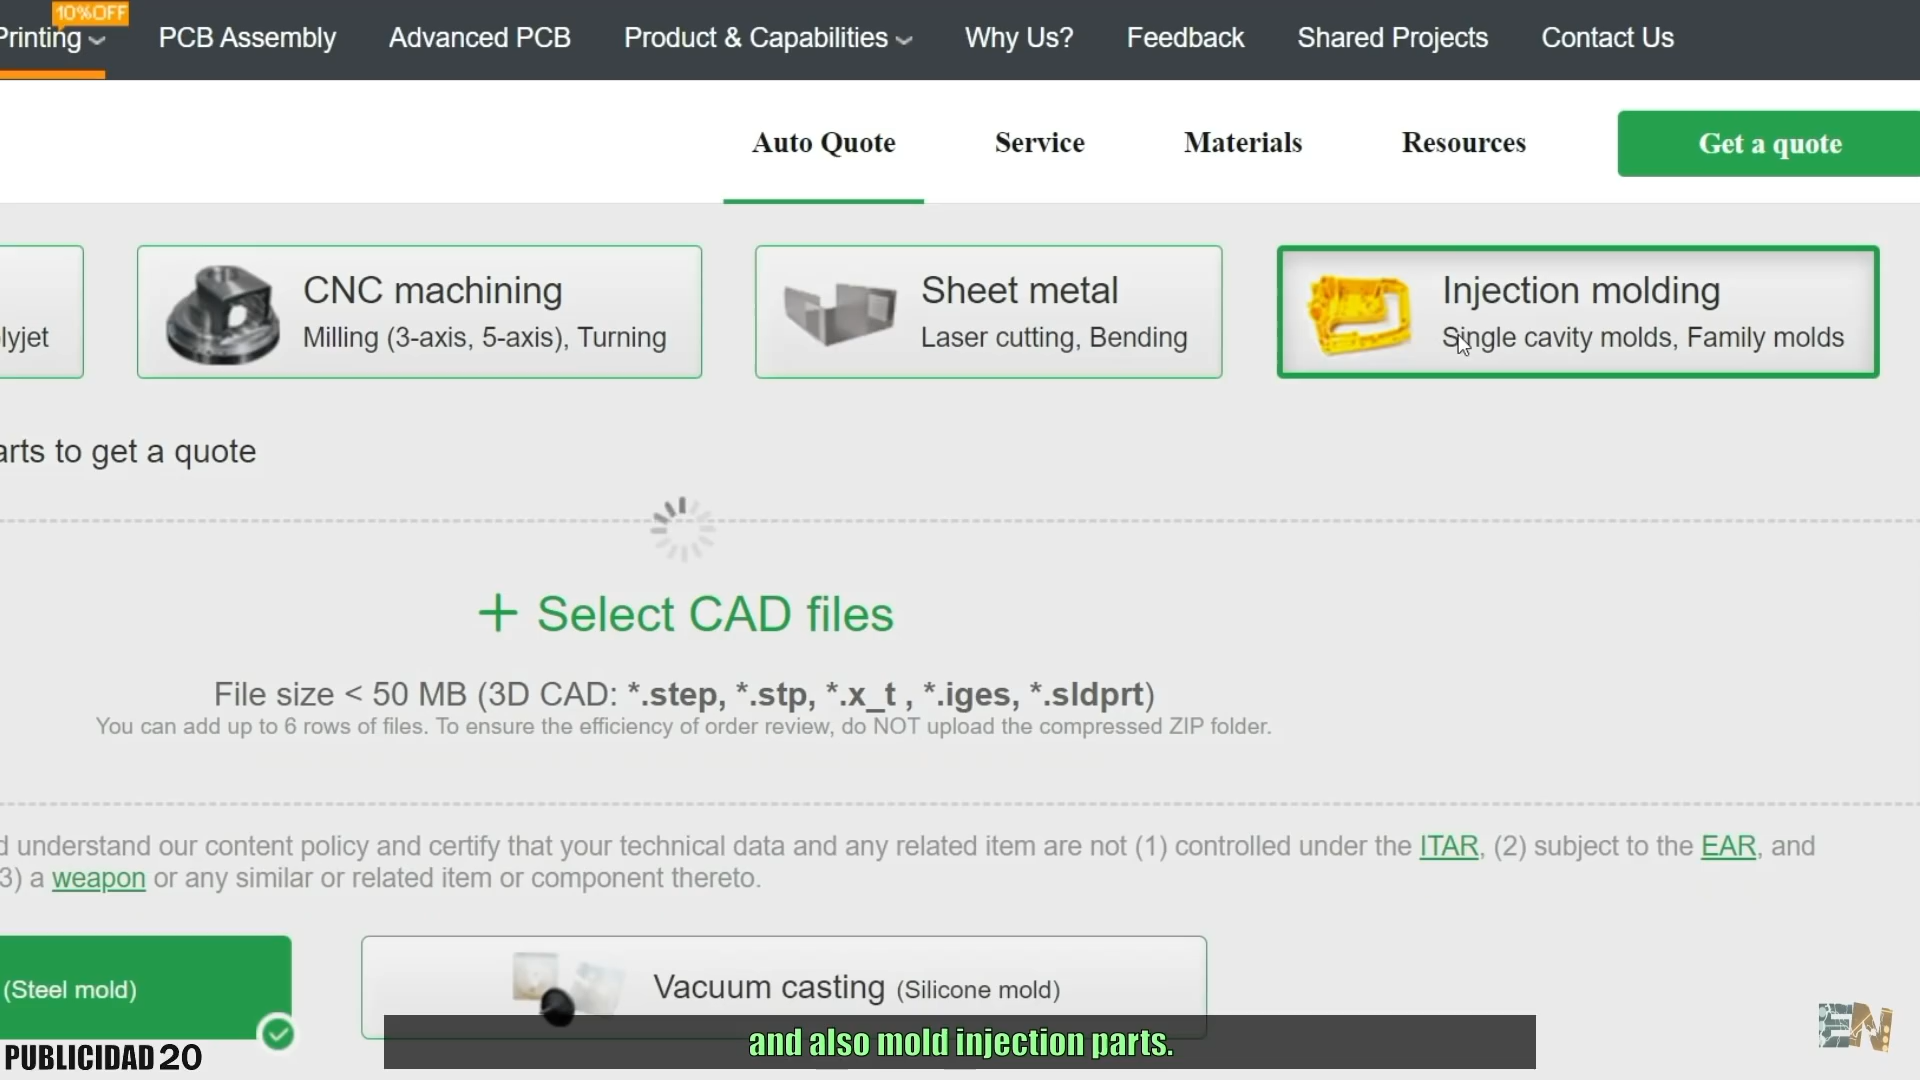 10%OFF
Printing PCB Assembly Advanced PCB Product & Capabilities Why Us? Feedback Shared Projects Contact Us
Auto Quote Service Materials Resources Get a quote
CNC machining Sheet metal Injection molding
lyjet Milling (3-axis, 5-axis), Turning Laser cutting, Bending Single cavity molds, Family molds
arts to get a quote
+ Select CAD files
File size < 50 MB (3D CAD: *.step, *.stp, *.x_t , *.iges, *.sldprt)
You can add up to 6 rows of files. To ensure the efficiency of order review, do NOT upload the compressed ZIP folder.
d understand our content policy and certify that your technical data and any related item are not (1) controlled under the ITAR, (2) subject to the EAR, and
3) a weapon or any similar or related item or component thereto.
(Steel mold) Vacuum casting (Silicone mold)
and also mold injection parts.
PUBLICIDAD 20
EN